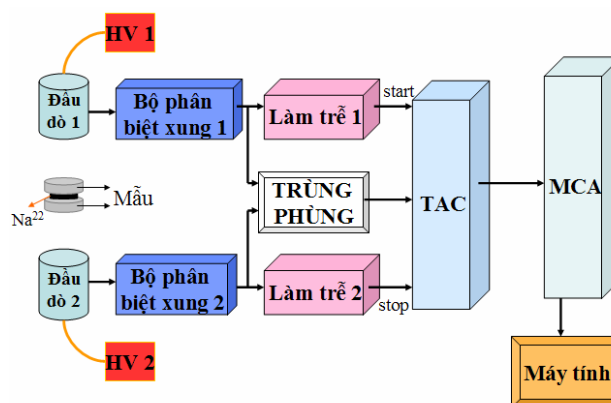 HV 1
Đầu
dò 1
Bộ phân
biệt xung 1
Làm trễ 1
start
TAC
MCA
Mẫu
Na²²
TRÙNG
PHÙNG
Đầu
dò 2
Bộ phân
biệt xung 2
Làm trễ 2
stop
HV 2
Máy tính